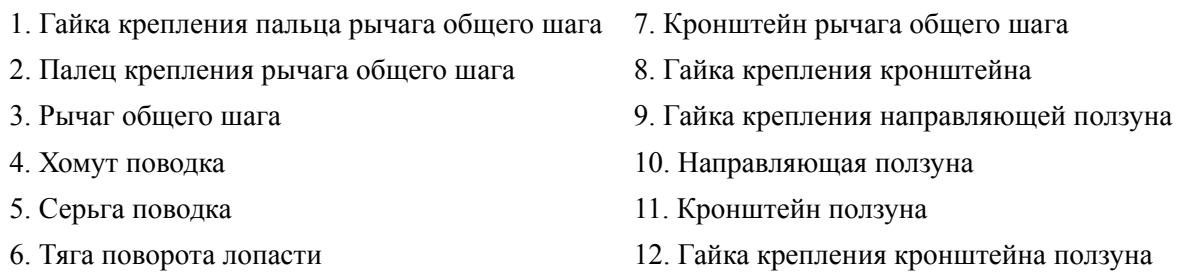 1. Гайка крепления пальца рычага общего шага
2. Палец крепления рычага общего шага
3. Рычаг общего шага
4. Хомут поводка
5. Серьга поводка
6. Тяга поворота лопасти
7. Кронштейн рычага общего шага
8. Гайка крепления кронштейна
9. Гайка крепления направляющей ползуна
10. Направляющая ползуна
11. Кронштейн ползуна
12. Гайка крепления кронштейна ползуна